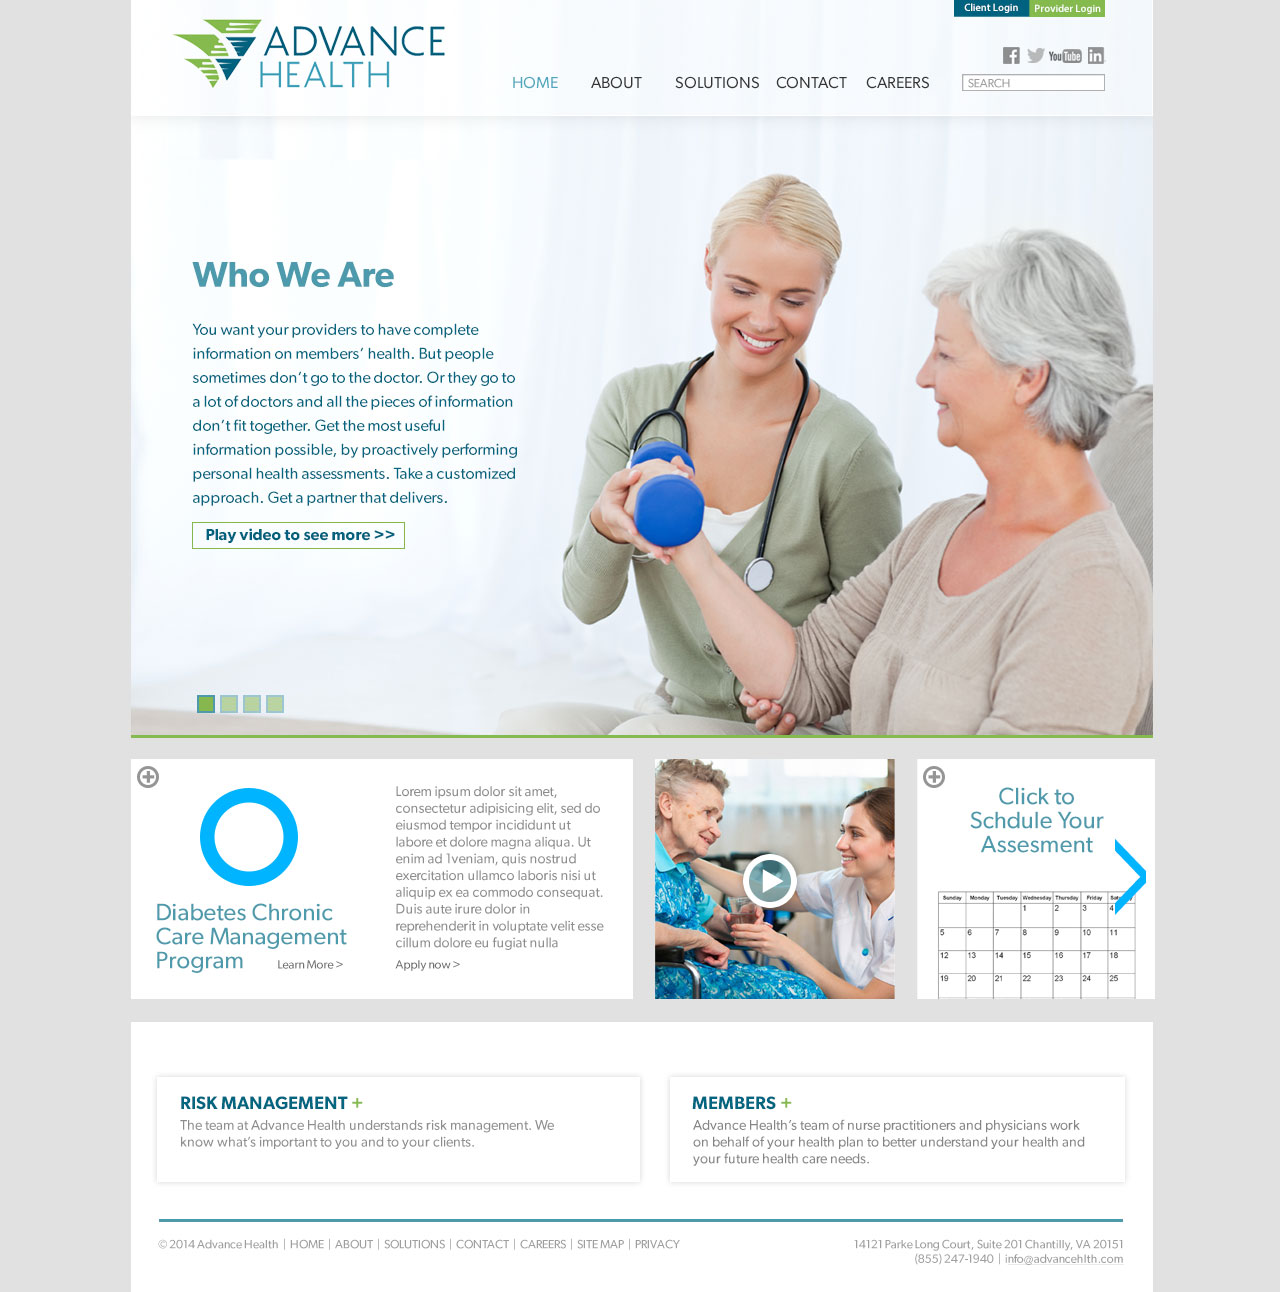 Client Login
Provider Login
ADVANCE
HEALTH
YouTube
in
HOME ABOUT SOLUTIONS CONTACT CAREERS
SEARCH
Who We Are
You want your providers to have complete
information on members’ health. But people
sometimes don’t go to the doctor. Or they go to
a lot of doctors and all the pieces of information
don’t fit together. Get the most useful
information possible, by proactively performing
personal health assessments. Take a customized
approach. Get a partner that delivers.
Play video to see more >>
Diabetes Chronic
Care Management
Program
Learn More >
Lorem ipsum dolor sit amet,
consectetur adipisicing elit, sed do
eiusmod tempor incididunt ut
labore et dolore magna aliqua. Ut
enim ad 1veniam, quis nostrud
exercitation ullamco laboris nisi ut
aliquip ex ea commodo consequat.
Duis aute irure dolor in
reprehenderit in voluptate velit esse
cillum dolore eu fugiat nulla
Apply now >
Click to
Schdule Your
Assesment
Sunday Monday Tuesday Wednesday Thursday Friday
1 2 3 4
5 6 7 8 9 10 11
12 13 14 15 16 17 18
19 20 21 22 23 24 25
RISK MANAGEMENT +
The team at Advance Health understands risk management. We
know what’s important to you and to your clients.
MEMBERS +
Advance Health’s team of nurse practitioners and physicians work
on behalf of your health plan to better understand your health and
your future health care needs.
© 2014 Advance Health | HOME | ABOUT | SOLUTIONS | CONTACT | CAREERS | SITE MAP | PRIVACY
14121 Parke Long Court, Suite 201 Chantilly, VA 20151
(855) 247-1940 | info@advancehlth.com